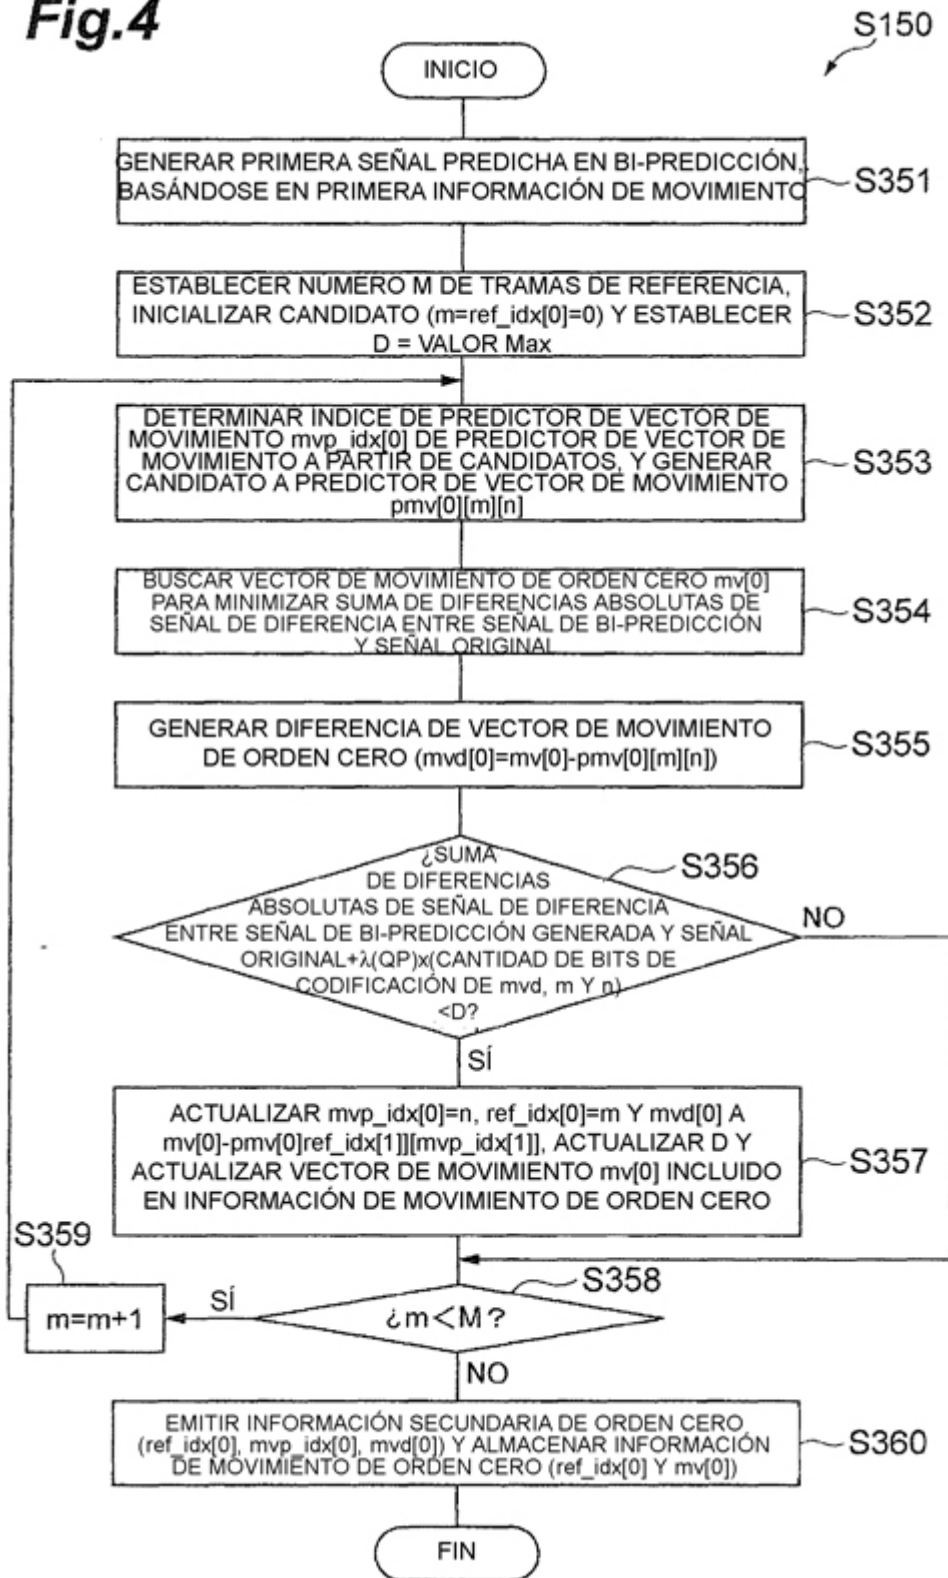 Fig.4
S150
INICIO
GENERAR PRIMERA SEÑAL PREDICHA EN BI-PREDICCIÓN,
BASÁNDOSE EN PRIMERA INFORMACIÓN DE MOVIMIENTO
S351
ESTABLECER NUMERO M DE TRAMAS DE REFERENCIA,
INICIALIZAR CANDIDATO (m=ref_idx[0]=0) Y ESTABLECER
D = VALOR Max
S352
DETERMINAR INDICE DE PREDICTOR DE VECTOR DE
MOVIMIENTO mvp_idx[0] DE PREDICTOR DE VECTOR DE
MOVIMIENTO A PARTIR DE CANDIDATOS, Y GENERAR
CANDIDATO A PREDICTOR DE VECTOR DE MOVIMIENTO
pmv[0][m][n]
S353
BUSCAR VECTOR DE MOVIMIENTO DE ORDEN CERO mv[0]
PARA MINIMIZAR SUMA DE DIFERENCIAS ABSOLUTAS DE
SEÑAL DE DIFERENCIA ENTRE SEÑAL DE BI-PREDICCIÓN
Y SEÑAL ORIGINAL
S354
GENERAR DIFERENCIA DE VECTOR DE MOVIMIENTO
DE ORDEN CERO (mvd[0]=mv[0]-pmv[0][m][n])
S355
¿SUMA
DE DIFERENCIAS
ABSOLUTAS DE SEÑAL DE DIFERENCIA
ENTRE SEÑAL DE BI-PREDICCIÓN GENERADA Y SEÑAL
ORIGINAL+λ(QP)x(CANTIDAD DE BITS DE
CODIFICACIÓN DE mvd, m Y n)
<D?
S356
NO
SÍ
ACTUALIZAR mvp_idx[0]=n, ref_idx[0]=m Y mvd[0] A
mv[0]-pmv[0]ref_idx[1]][mvp_idx[1]], ACTUALIZAR D Y
ACTUALIZAR VECTOR DE MOVIMIENTO mv[0] INCLUIDO
EN INFORMACIÓN DE MOVIMIENTO DE ORDEN CERO
S357
S359
m=m+1
SÍ
¿m<M?
S358
NO
EMITIR INFORMACIÓN SECUNDARIA DE ORDEN CERO
(ref_idx[0], mvp_idx[0], mvd[0]) Y ALMACENAR INFORMACIÓN
DE MOVIMIENTO DE ORDEN CERO (ref_idx[0] Y mv[0])
S360
FIN